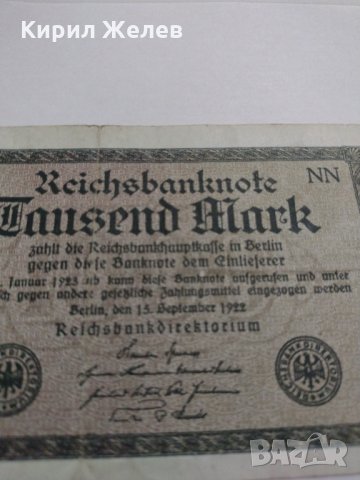 Кирил Желев
Reichsbanknote
NN
Tausend Mark
zahlt die Reichsbankhauptkasse in Berlin
gegen diese Banknote dem Einlieferer
Januar 1923 ab kann diese Banknote aufgerufen und unter
gegen andere gesetzliche Zahlungsmittel eingezogen werden
Berlin, den 15. September 1922
Reichsbankdirektorium
BAZAR